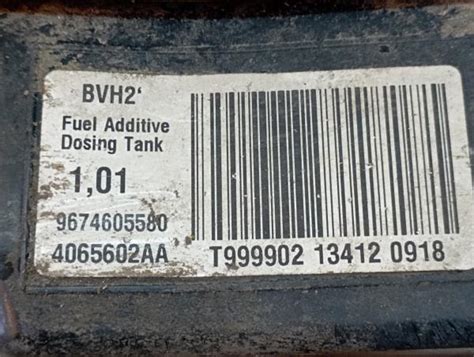 BVH2'
Fuel Additive
Dosing Tank
1,01
9674605580
4065602AA
T999902 13412 0918